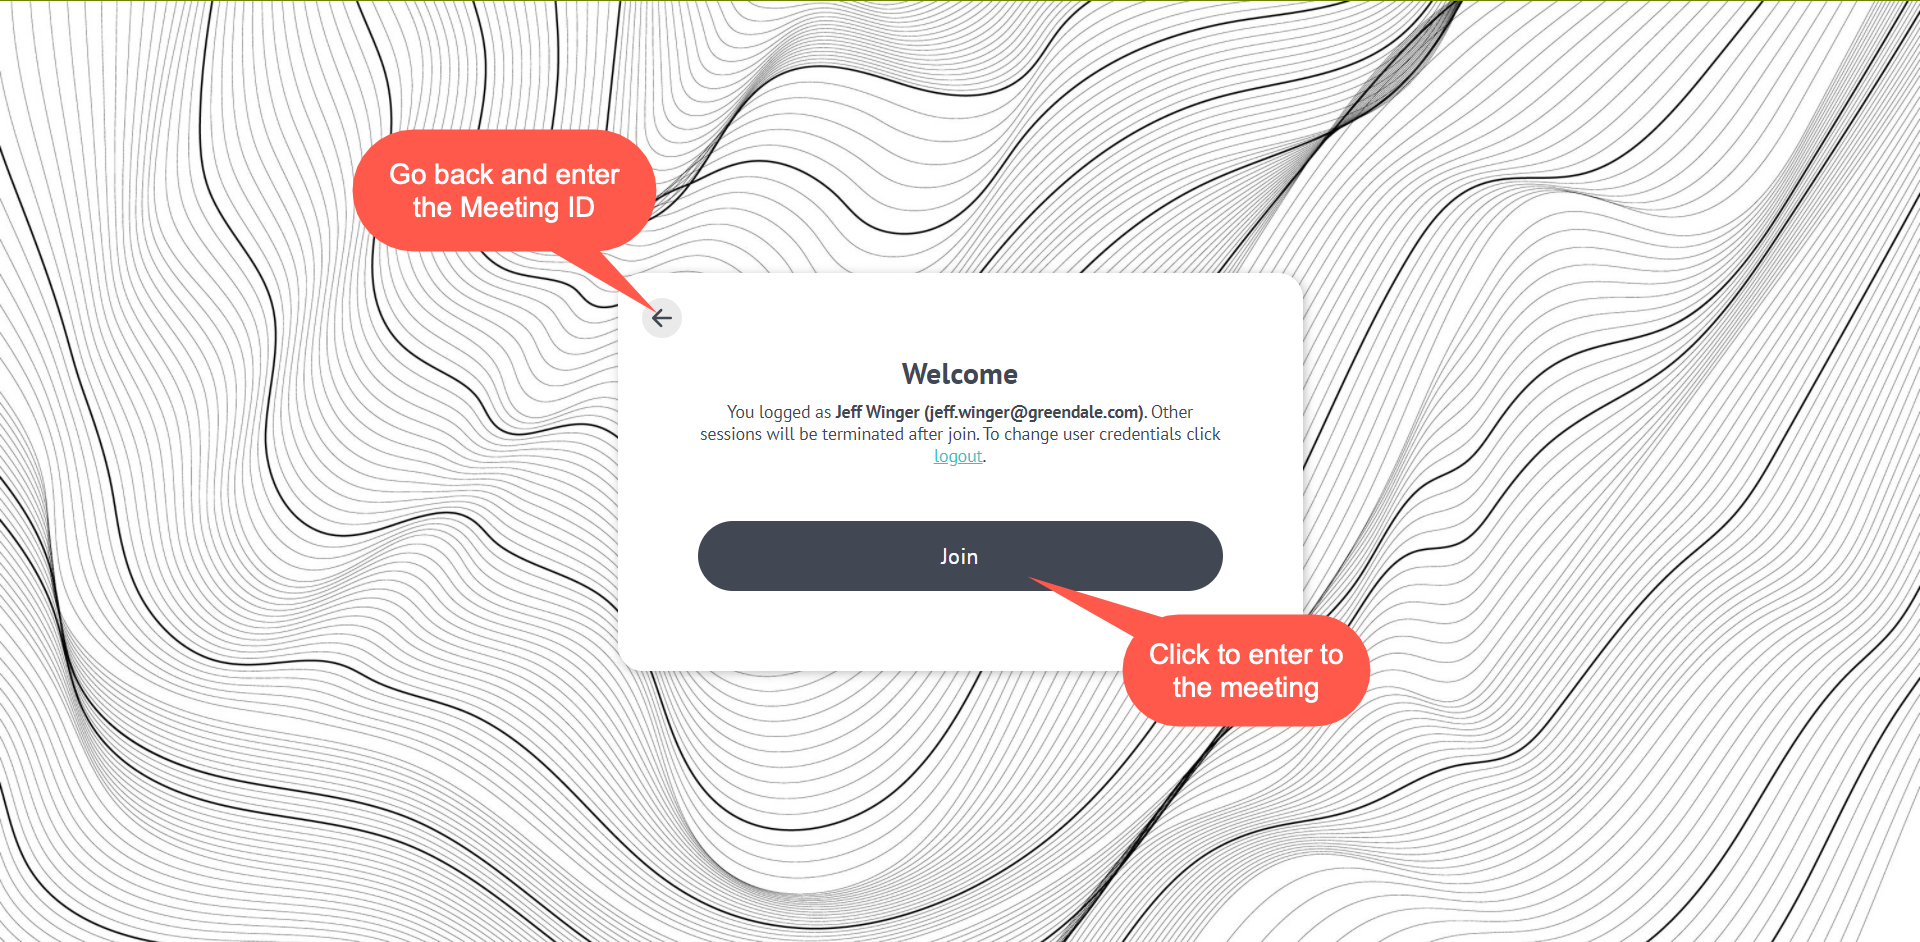 Go back and enter
the Meeting ID
Welcome
You logged as Jeff Winger (jeff.winger@greendale.com). Other
sessions will be terminated after join. To change user credentials click
logout.
Join
Click to enter to
the meeting